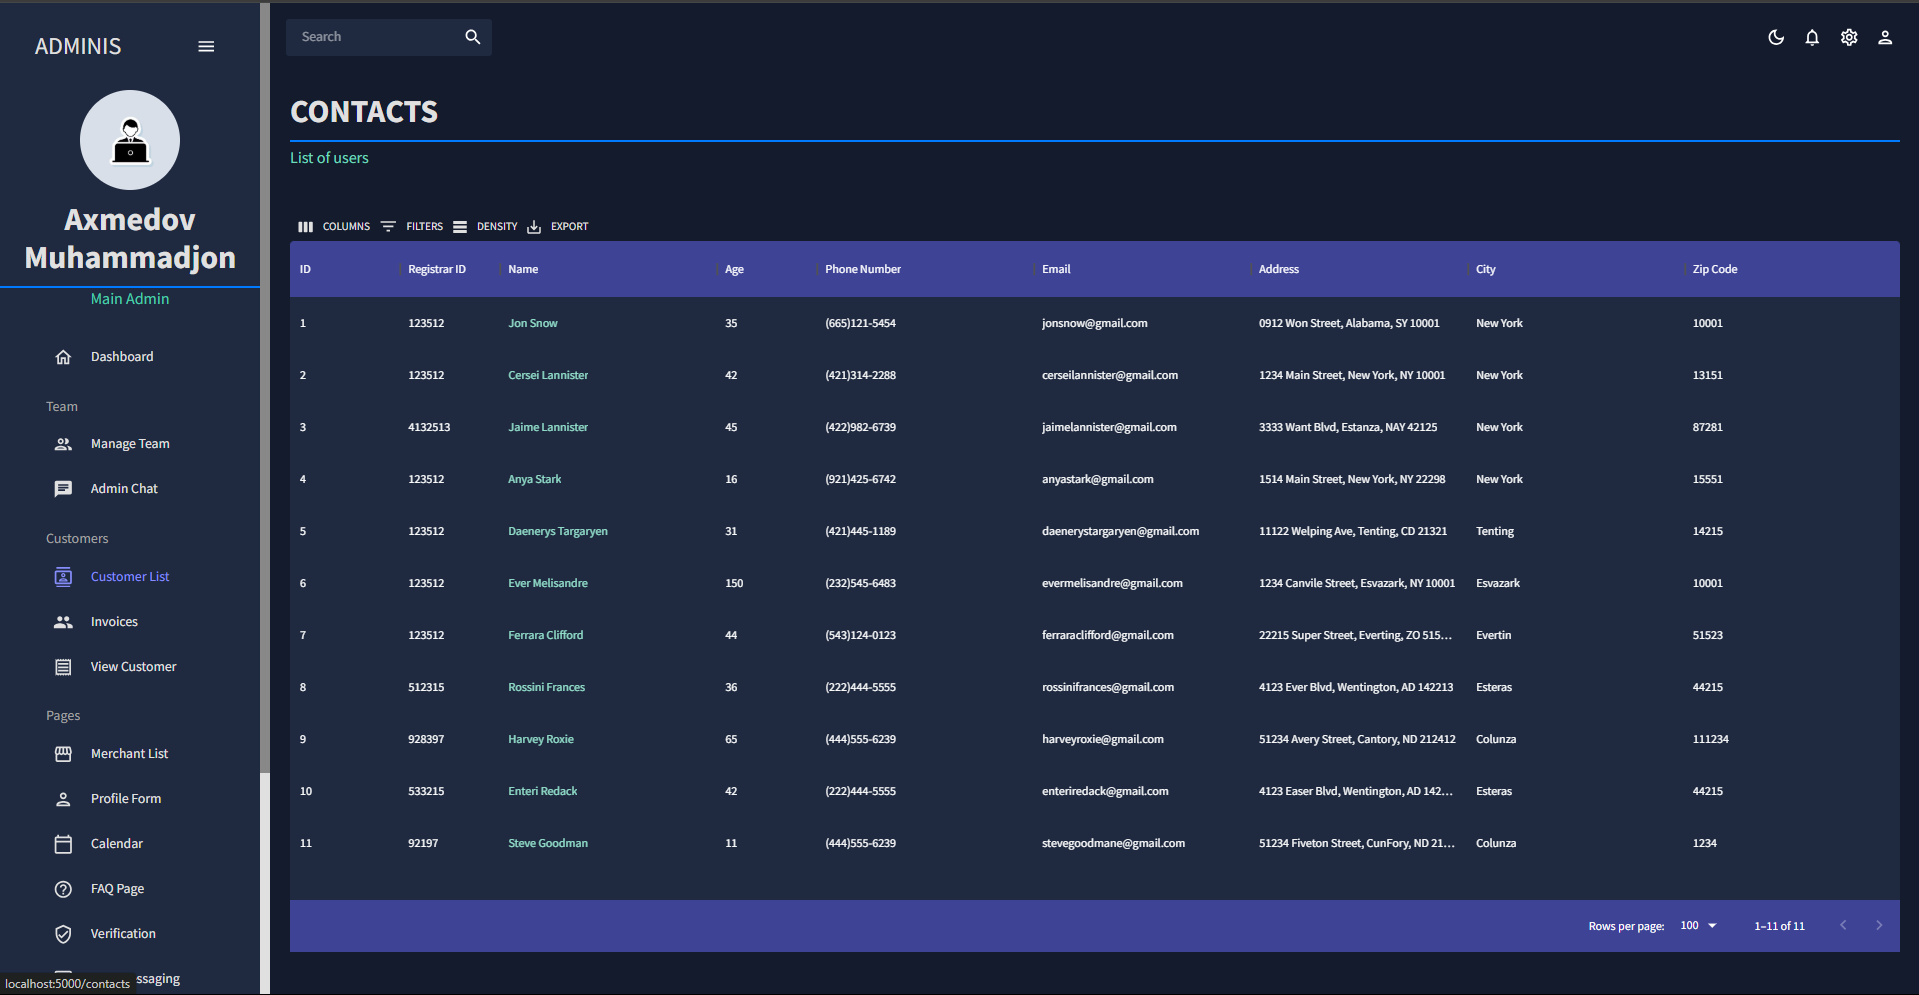 ADMINIS
Search
Axmedov
Muhammadjon
Main Admin
Dashboard
Team
Manage Team
Admin Chat
Customers
Customer List
Invoices
View Customer
Pages
Merchant List
Profile Form
Calendar
FAQ Page
Verification
ssaging
localhost:5000/contacts
CONTACTS
List of users
COLUMNS FILTERS DENSITY EXPORT
ID Registrar ID Name Age Phone Number Email Address City Zip Code
1 123512 Jon Snow 35 (665)121-5454 jonsnow@gmail.com 0912 Won Street, Alabama, SY 10001 New York 10001
2 123512 Cersei Lannister 42 (421)314-2288 cerseilannister@gmail.com 1234 Main Street, New York, NY 10001 New York 13151
3 4132513 Jaime Lannister 45 (422)982-6739 jaimelannister@gmail.com 3333 Want Blvd, Estanza, NAY 42125 New York 87281
4 123512 Anya Stark 16 (921)425-6742 anyastark@gmail.com 1514 Main Street, New York, NY 22298 New York 15551
5 123512 Daenerys Targaryen 31 (421)445-1189 daenerystargaryen@gmail.com 11122 Welping Ave, Tenting, CD 21321 Tenting 14215
6 123512 Ever Melisandre 150 (232)545-6483 evermelisandre@gmail.com 1234 Canvile Street, Esvazark, NY 10001 Esvazark 10001
7 123512 Ferrara Clifford 44 (543)124-0123 ferraraclifford@gmail.com 22215 Super Street, Everting, ZO 515... Evertin 51523
8 512315 Rossini Frances 36 (222)444-5555 rossinifrances@gmail.com 4123 Ever Blvd, Wentington, AD 142213 Esteras 44215
9 928397 Harvey Roxie 65 (444)555-6239 harveyroxie@gmail.com 51234 Avery Street, Cantory, ND 212412 Colunza 111234
10 533215 Enteri Redack 42 (222)444-5555 enteriredack@gmail.com 4123 Easer Blvd, Wentington, AD 142... Esteras 44215
11 92197 Steve Goodman 11 (444)555-6239 stevegoodmane@gmail.com 51234 Fiveton Street, CunFory, ND 21... Colunza 1234
Rows per page: 100 1–11 of 11